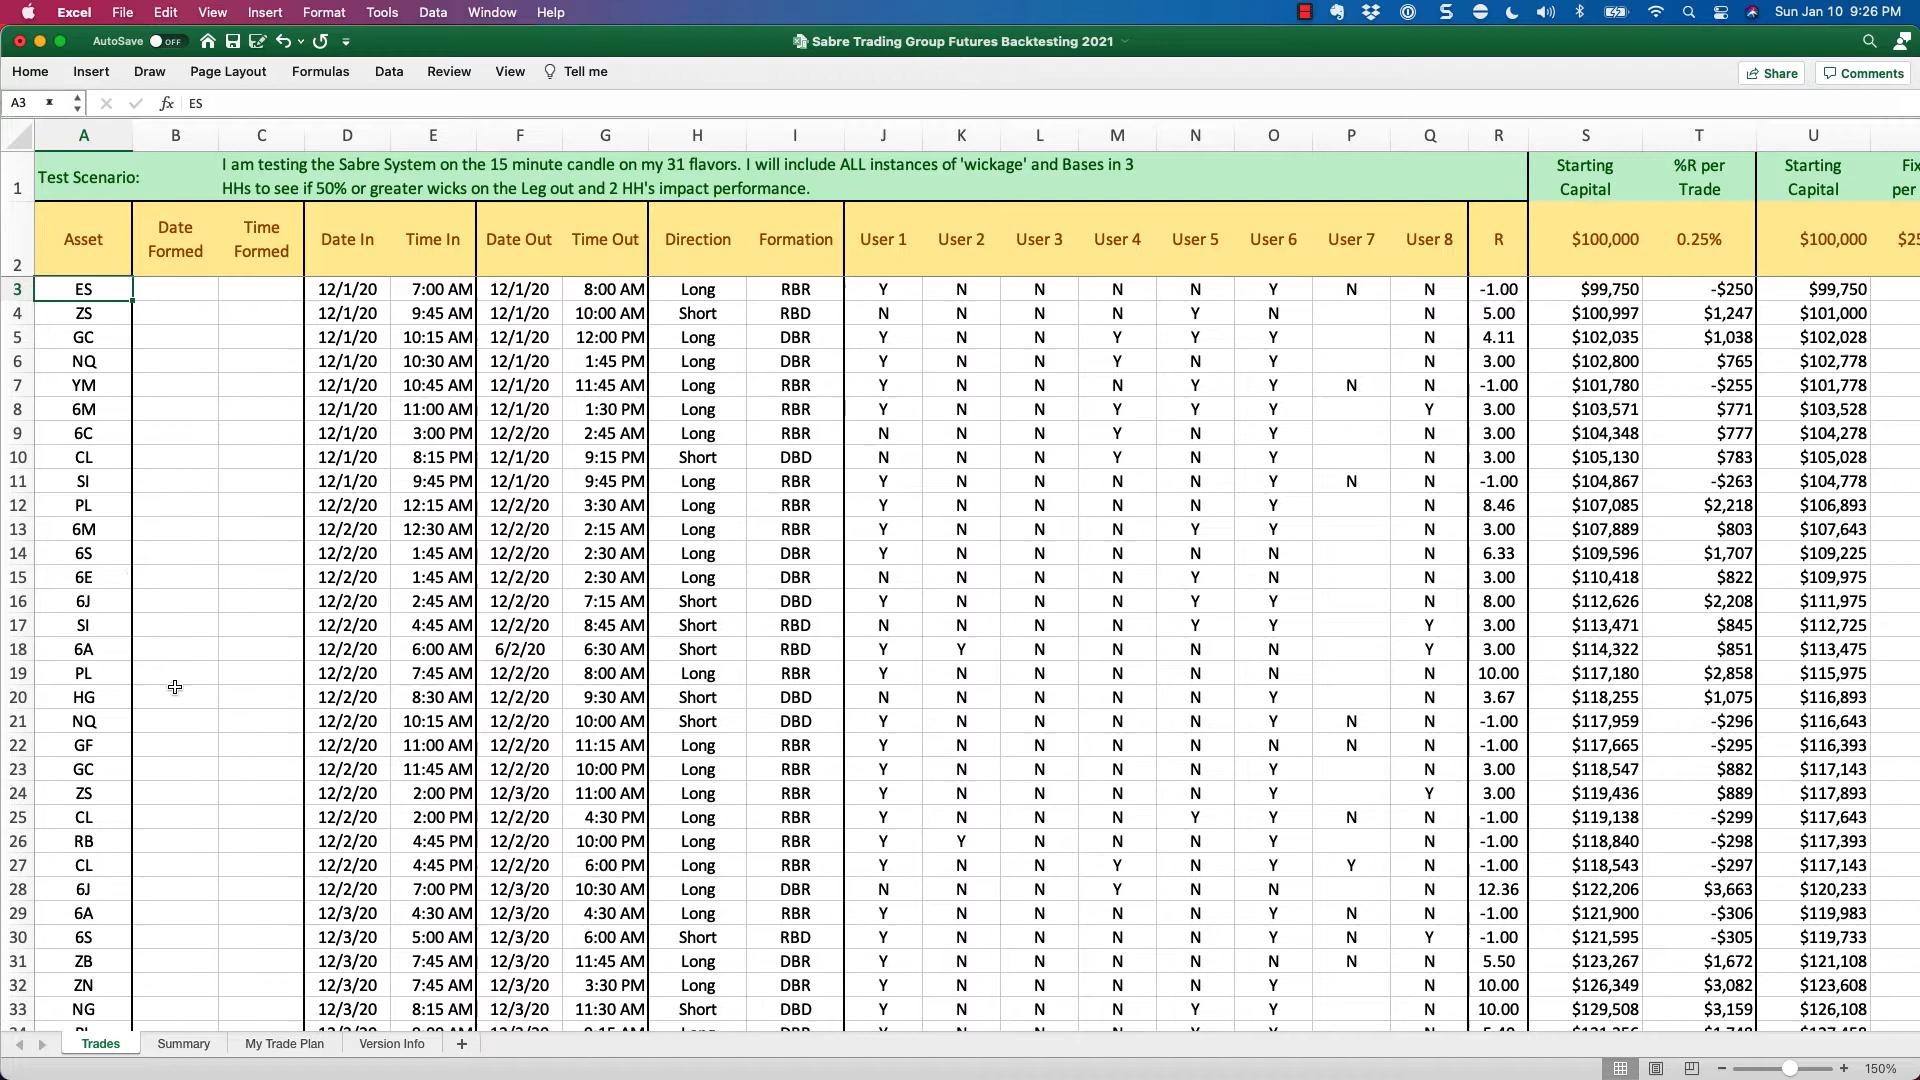 Excel File Edit View Insert Format Tools Data Window Help Sun Jan 10 9:26 PM
AutoSave OFF Sabre Trading Group Futures Backtesting 2021
Home Insert Draw Page Layout Formulas Data Review View Tell me Share Comments
A3 fx ES
A B C D E F G H I J K L M N O P Q R S T U
1 Test Scenario: I am testing the Sabre System on the 15 minute candle on my 31 flavors. I will include ALL instances of 'wickage' and Bases in 3 Starting %R per Starting Fix
HHs to see if 50% or greater wicks on the Leg out and 2 HH's impact performance. Capital Trade Capital per
2 Asset Date Formed Time Formed Date In Time In Date Out Time Out Direction Formation User 1 User 2 User 3 User 4 User 5 User 6 User 7 User 8 R $100,000 0.25% $100,000 $25
3 ES 12/1/20 7:00 AM 12/1/20 8:00 AM Long RBR Y N N N N Y N N -1.00 $99,750 -$250 $99,750
4 ZS 12/1/20 9:45 AM 12/1/20 10:00 AM Short RBD N N N N Y N N 5.00 $100,997 $1,247 $101,000
5 GC 12/1/20 10:15 AM 12/1/20 12:00 PM Long DBR Y N N Y Y Y N 4.11 $102,035 $1,038 $102,028
6 NQ 12/1/20 10:30 AM 12/1/20 1:45 PM Long DBR Y N N Y N Y N 3.00 $102,800 $765 $102,778
7 YM 12/1/20 10:45 AM 12/1/20 11:45 AM Long RBR Y N N N Y Y N N -1.00 $101,780 -$255 $101,778
8 6M 12/1/20 11:00 AM 12/1/20 1:30 PM Long RBR Y N N Y Y Y Y 3.00 $103,571 $771 $103,528
9 6C 12/1/20 3:00 PM 12/2/20 2:45 AM Long RBR N N N Y N Y N 3.00 $104,348 $777 $104,278
10 CL 12/1/20 8:15 PM 12/1/20 9:15 PM Short DBD N N N Y N Y N 3.00 $105,130 $783 $105,028
11 SI 12/1/20 9:45 PM 12/1/20 9:45 PM Long RBR Y N N N N Y N N -1.00 $104,867 -$263 $104,778
12 PL 12/2/20 12:15 AM 12/2/20 3:30 AM Long RBR Y N N N N Y N 8.46 $107,085 $2,218 $106,893
13 6M 12/2/20 12:30 AM 12/2/20 2:15 AM Long RBR Y N N N Y Y N 3.00 $107,889 $803 $107,643
14 6S 12/2/20 1:45 AM 12/2/20 2:30 AM Long DBR Y N N N N N N 6.33 $109,596 $1,707 $109,225
15 6E 12/2/20 1:45 AM 12/2/20 2:30 AM Long DBR N N N N Y N N 3.00 $110,418 $822 $109,975
16 6J 12/2/20 2:45 AM 12/2/20 7:15 AM Short DBD Y N N N Y Y N 8.00 $112,626 $2,208 $111,975
17 SI 12/2/20 4:45 AM 12/2/20 8:45 AM Short RBD N N N N Y Y Y 3.00 $113,471 $845 $112,725
18 6A 12/2/20 6:00 AM 6/2/20 6:30 AM Short RBD Y Y N N N N Y 3.00 $114,322 $851 $113,475
19 PL 12/2/20 7:45 AM 12/2/20 8:00 AM Long RBR Y N N N N Y N 10.00 $117,180 $2,858 $115,975
20 HG 12/2/20 8:30 AM 12/2/20 9:30 AM Short DBD N N N N N Y N 3.67 $118,255 $1,075 $116,893
21 NQ 12/2/20 10:15 AM 12/2/20 10:00 AM Short DBD Y N N N N Y N N -1.00 $117,959 -$296 $116,643
22 GF 12/2/20 11:00 AM 12/2/20 11:15 AM Long RBR Y N N N N N N N -1.00 $117,665 -$295 $116,393
23 GC 12/2/20 11:45 AM 12/2/20 10:00 PM Long RBR Y N N N N Y N 3.00 $118,547 $882 $117,143
24 ZS 12/2/20 2:00 PM 12/3/20 11:00 AM Long RBR Y N N N N Y Y 3.00 $119,436 $889 $117,893
25 CL 12/2/20 2:00 PM 12/2/20 4:30 PM Long RBR Y N N N Y Y N N -1.00 $119,138 -$299 $117,643
26 RB 12/2/20 4:45 PM 12/2/20 10:00 PM Long RBR Y Y N N N Y N N -1.00 $118,840 -$298 $117,393
27 CL 12/2/20 4:45 PM 12/2/20 6:00 PM Long RBR Y N N Y N Y Y N -1.00 $118,543 -$297 $117,143
28 6J 12/2/20 7:00 PM 12/3/20 10:30 AM Long DBR N N N Y N N N 12.36 $122,206 $3,663 $120,233
29 6A 12/3/20 4:30 AM 12/3/20 4:30 AM Long RBR Y N N N N Y N N -1.00 $121,900 -$306 $119,983
30 6S 12/3/20 5:00 AM 12/3/20 6:00 AM Short RBD Y N N N N Y N Y -1.00 $121,595 -$305 $119,733
31 ZB 12/3/20 7:45 AM 12/3/20 11:45 AM Long DBR Y N N N N N N N 5.50 $123,267 $1,672 $121,108
32 ZN 12/3/20 7:45 AM 12/3/20 3:30 PM Long DBR Y N N N N Y N 10.00 $126,349 $3,082 $123,608
33 NG 12/3/20 8:15 AM 12/3/20 11:30 AM Short DBD Y N N N Y Y N 10.00 $129,508 $3,159 $126,108
Trades Summary My Trade Plan Version Info
150%